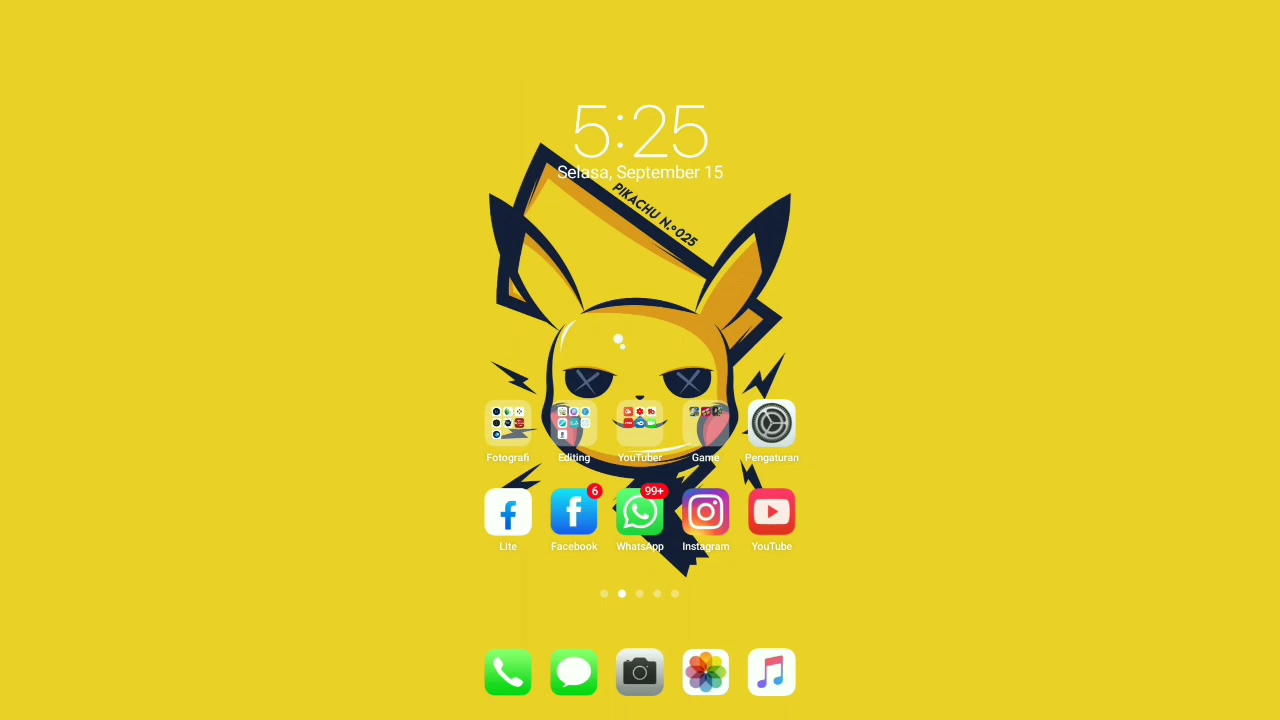 5:25
Selasa, September 15
PIKACHU N.º025
Fotografi
Editing
YouTuber
Game
Pengaturan
6
99+
Lite
Facebook
WhatsApp
Instagram
YouTube